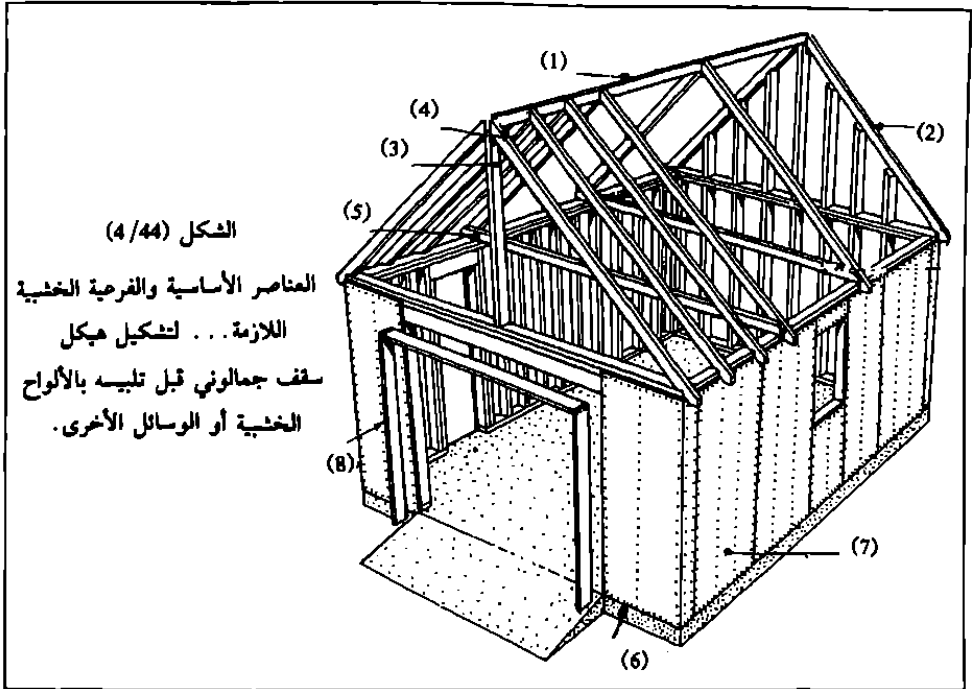 (1)
(2)
(4)
(3)
(5)
الشكل (4/44)
العناصر الأساسية والفرعية الخشبية
اللازمة... لتشكيل هيكل
سقف جمالوني قبل تلبيسه بالألواح
الخشبية أو الوسائل الأخرى.
(8)
(7)
(6)